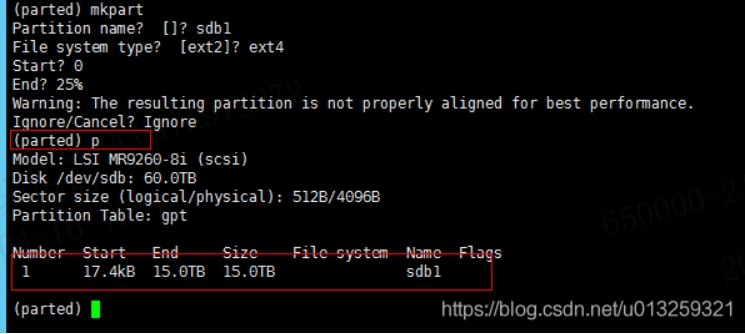 (parted) mkpart
Partition name?  []? sdb1
File system type?  [ext2]? ext4
Start? 0
End? 25%
Warning: The resulting partition is not properly aligned for best performance.
Ignore/Cancel? Ignore
(parted) p
Model: LSI MR9260-8i (scsi)
Disk /dev/sdb: 60.0TB
Sector size (logical/physical): 512B/4096B
Partition Table: gpt
Number  Start   End     Size    File system  Name  Flags
 1      17.4kB  15.0TB  15.0TB               sdb1
(parted)
https://blog.csdn.net/u013259321